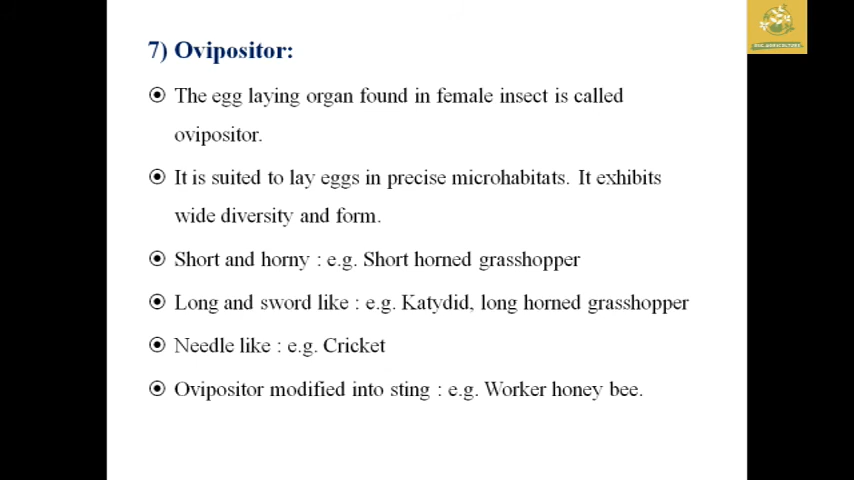 7) Ovipositor:
The egg laying organ found in female insect is called
ovipositor.
It is suited to lay eggs in precise microhabitats. It exhibits
wide diversity and form.
Short and horny : e.g. Short horned grasshopper
Long and sword like : e.g. Katydid, long horned grasshopper
Needle like : e.g. Cricket
Ovipositor modified into sting : e.g. Worker honey bee.